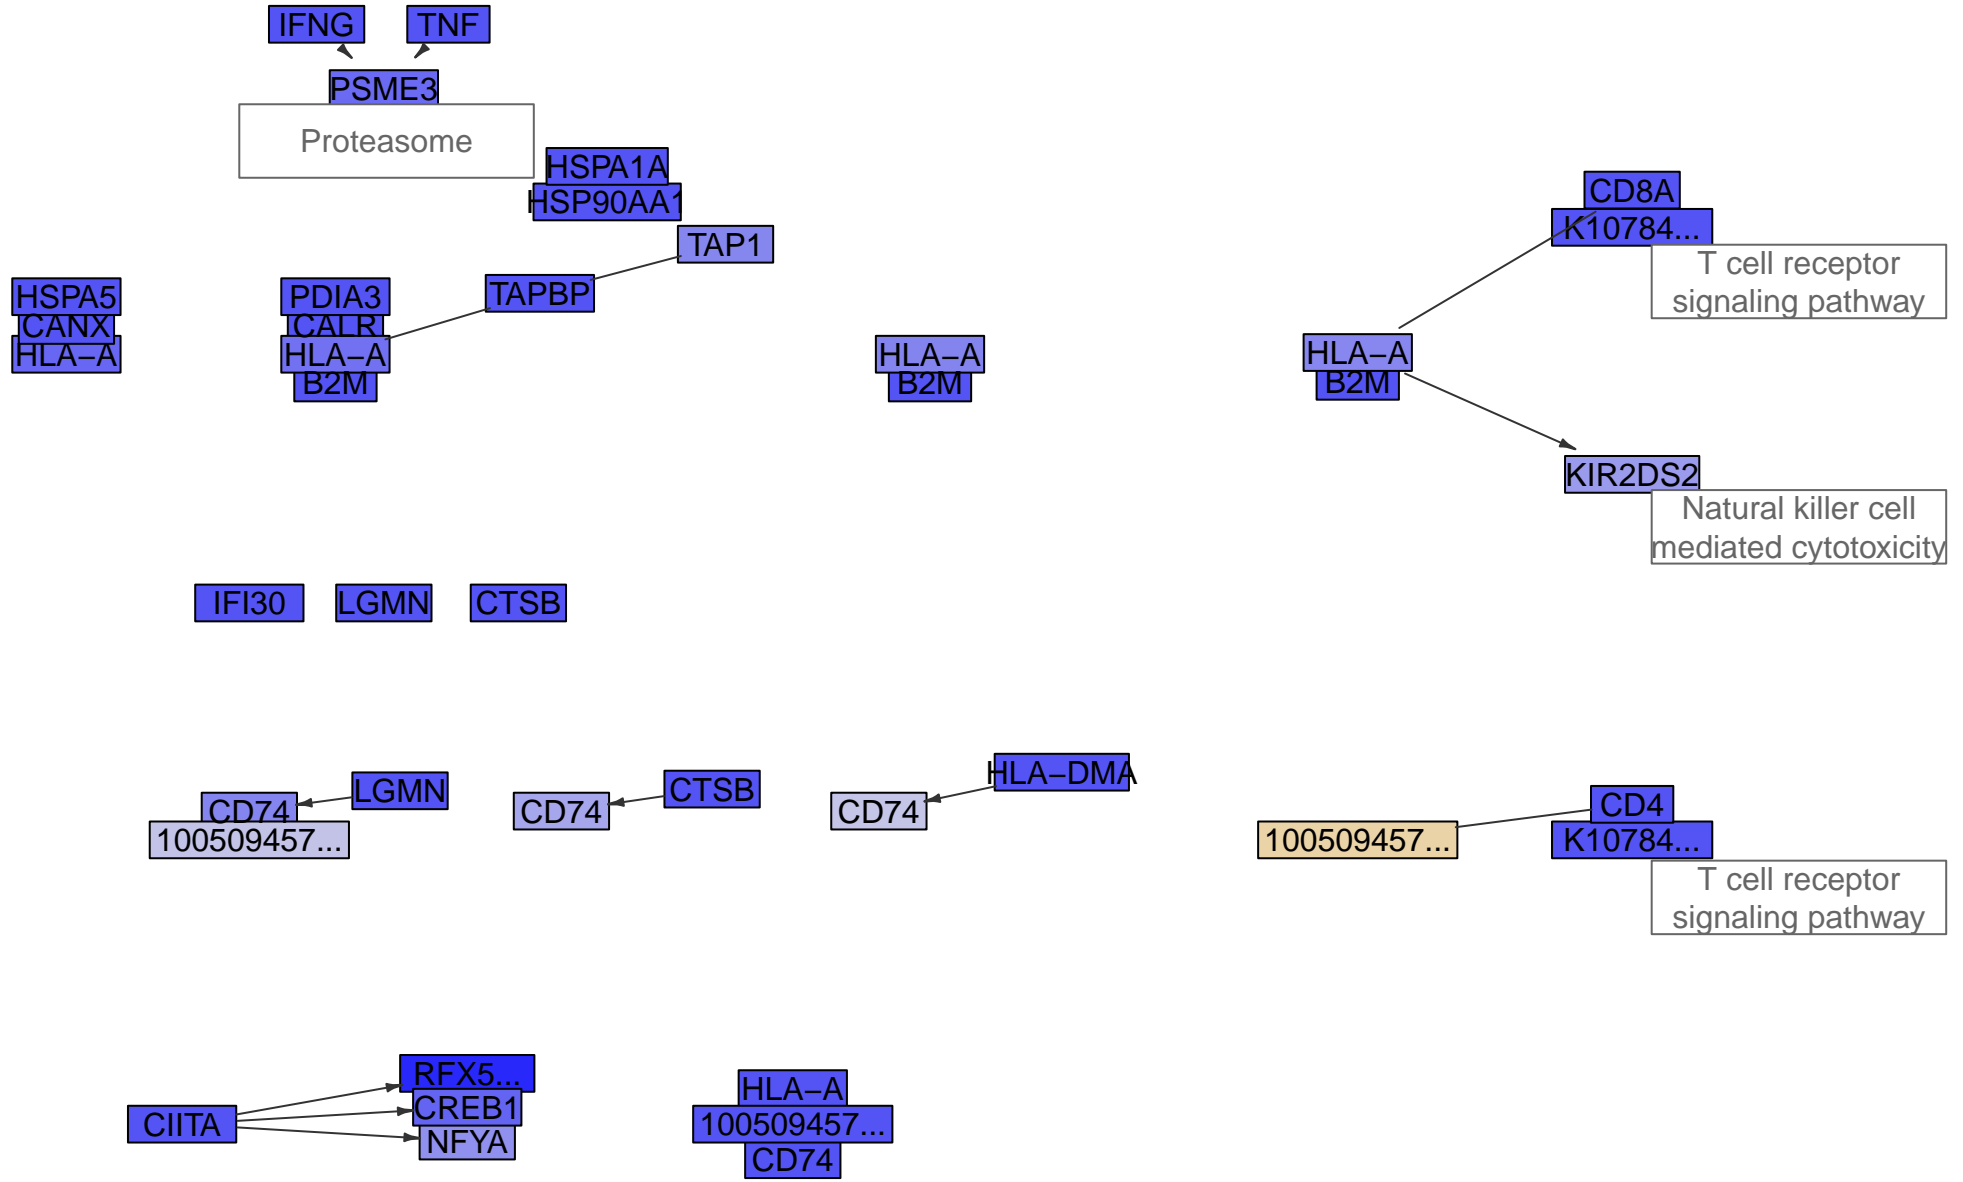 IFNG
TNF
PSME3
Proteasome
HSPA1A
HSP90AA1
TAP1
TAPBP
HSPA5
CANX
HLA−A
PDIA3
CALR
HLA−A
B2M
HLA−A
B2M
CD8A
K10784...
T cell receptor
signaling pathway
HLA−A
B2M
KIR2DS2
Natural killer cell
mediated cytotoxicity
IFI30
LGMN
CTSB
LGMN
CD74
100509457...
CTSB
CD74
HLA−DMA
CD74
CD4
100509457...
K10784...
T cell receptor
signaling pathway
RFX5...
CREB1
CIITA
NFYA
HLA−A
100509457...
CD74